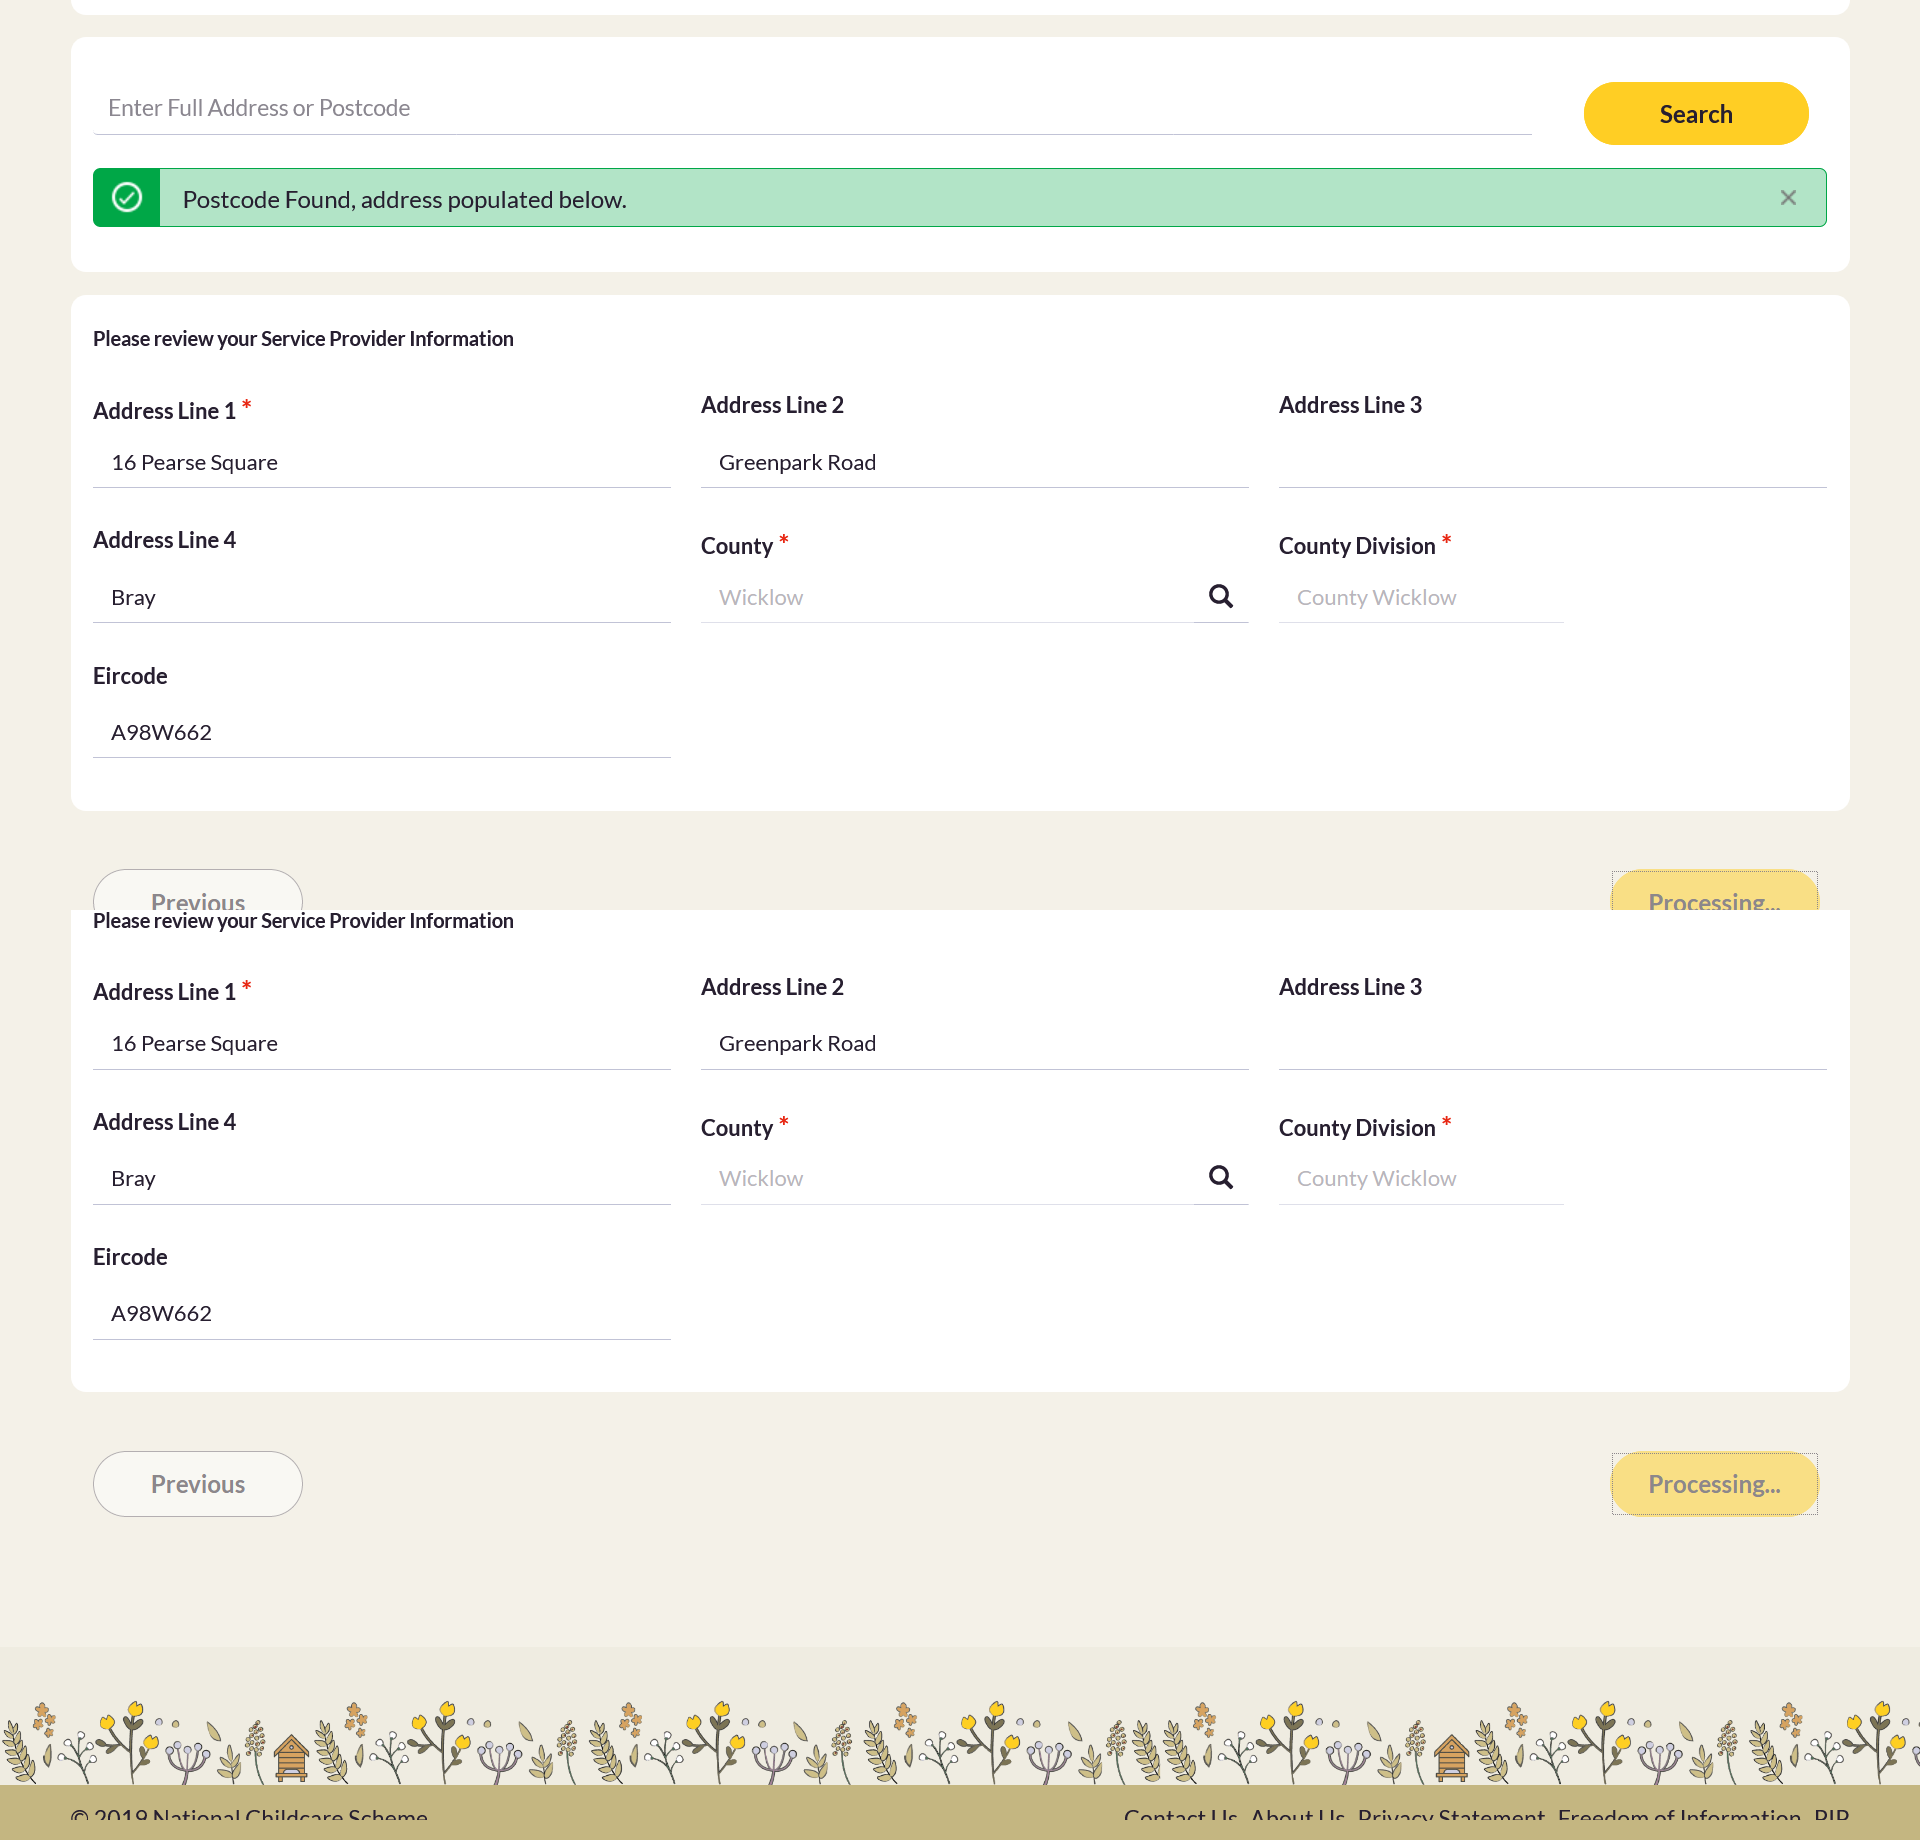 Enter Full Address or Postcode
Search
Postcode Found, address populated below.
Please review your Service Provider Information
Address Line 1 *
Address Line 2
Address Line 3
16 Pearse Square
Greenpark Road
Address Line 4
County *
County Division *
Bray
Wicklow
County Wicklow
Eircode
A98W662
Previous
Processing...
Please review your Service Provider Information
Address Line 1 *
Address Line 2
Address Line 3
16 Pearse Square
Greenpark Road
Address Line 4
County *
County Division *
Bray
Wicklow
County Wicklow
Eircode
A98W662
Previous
Processing...
© 2019 National Childcare Scheme
Contact Us About Us Privacy Statement Freedom of Information PIP